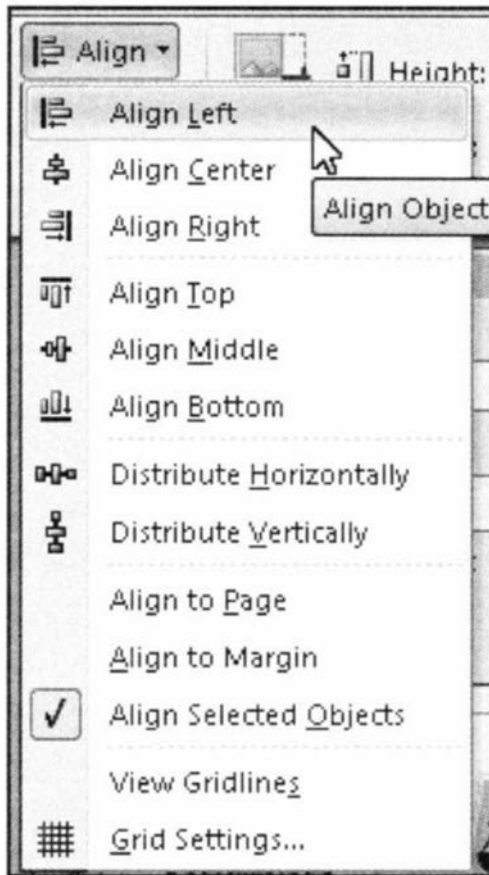 Align
Height:
Align Left
Align Center
Align Object
Align Right
Align Top
Align Middle
Align Bottom
Distribute Horizontally
Distribute Vertically
Align to Page
Align to Margin
Align Selected Objects
View Gridlines
Grid Settings...